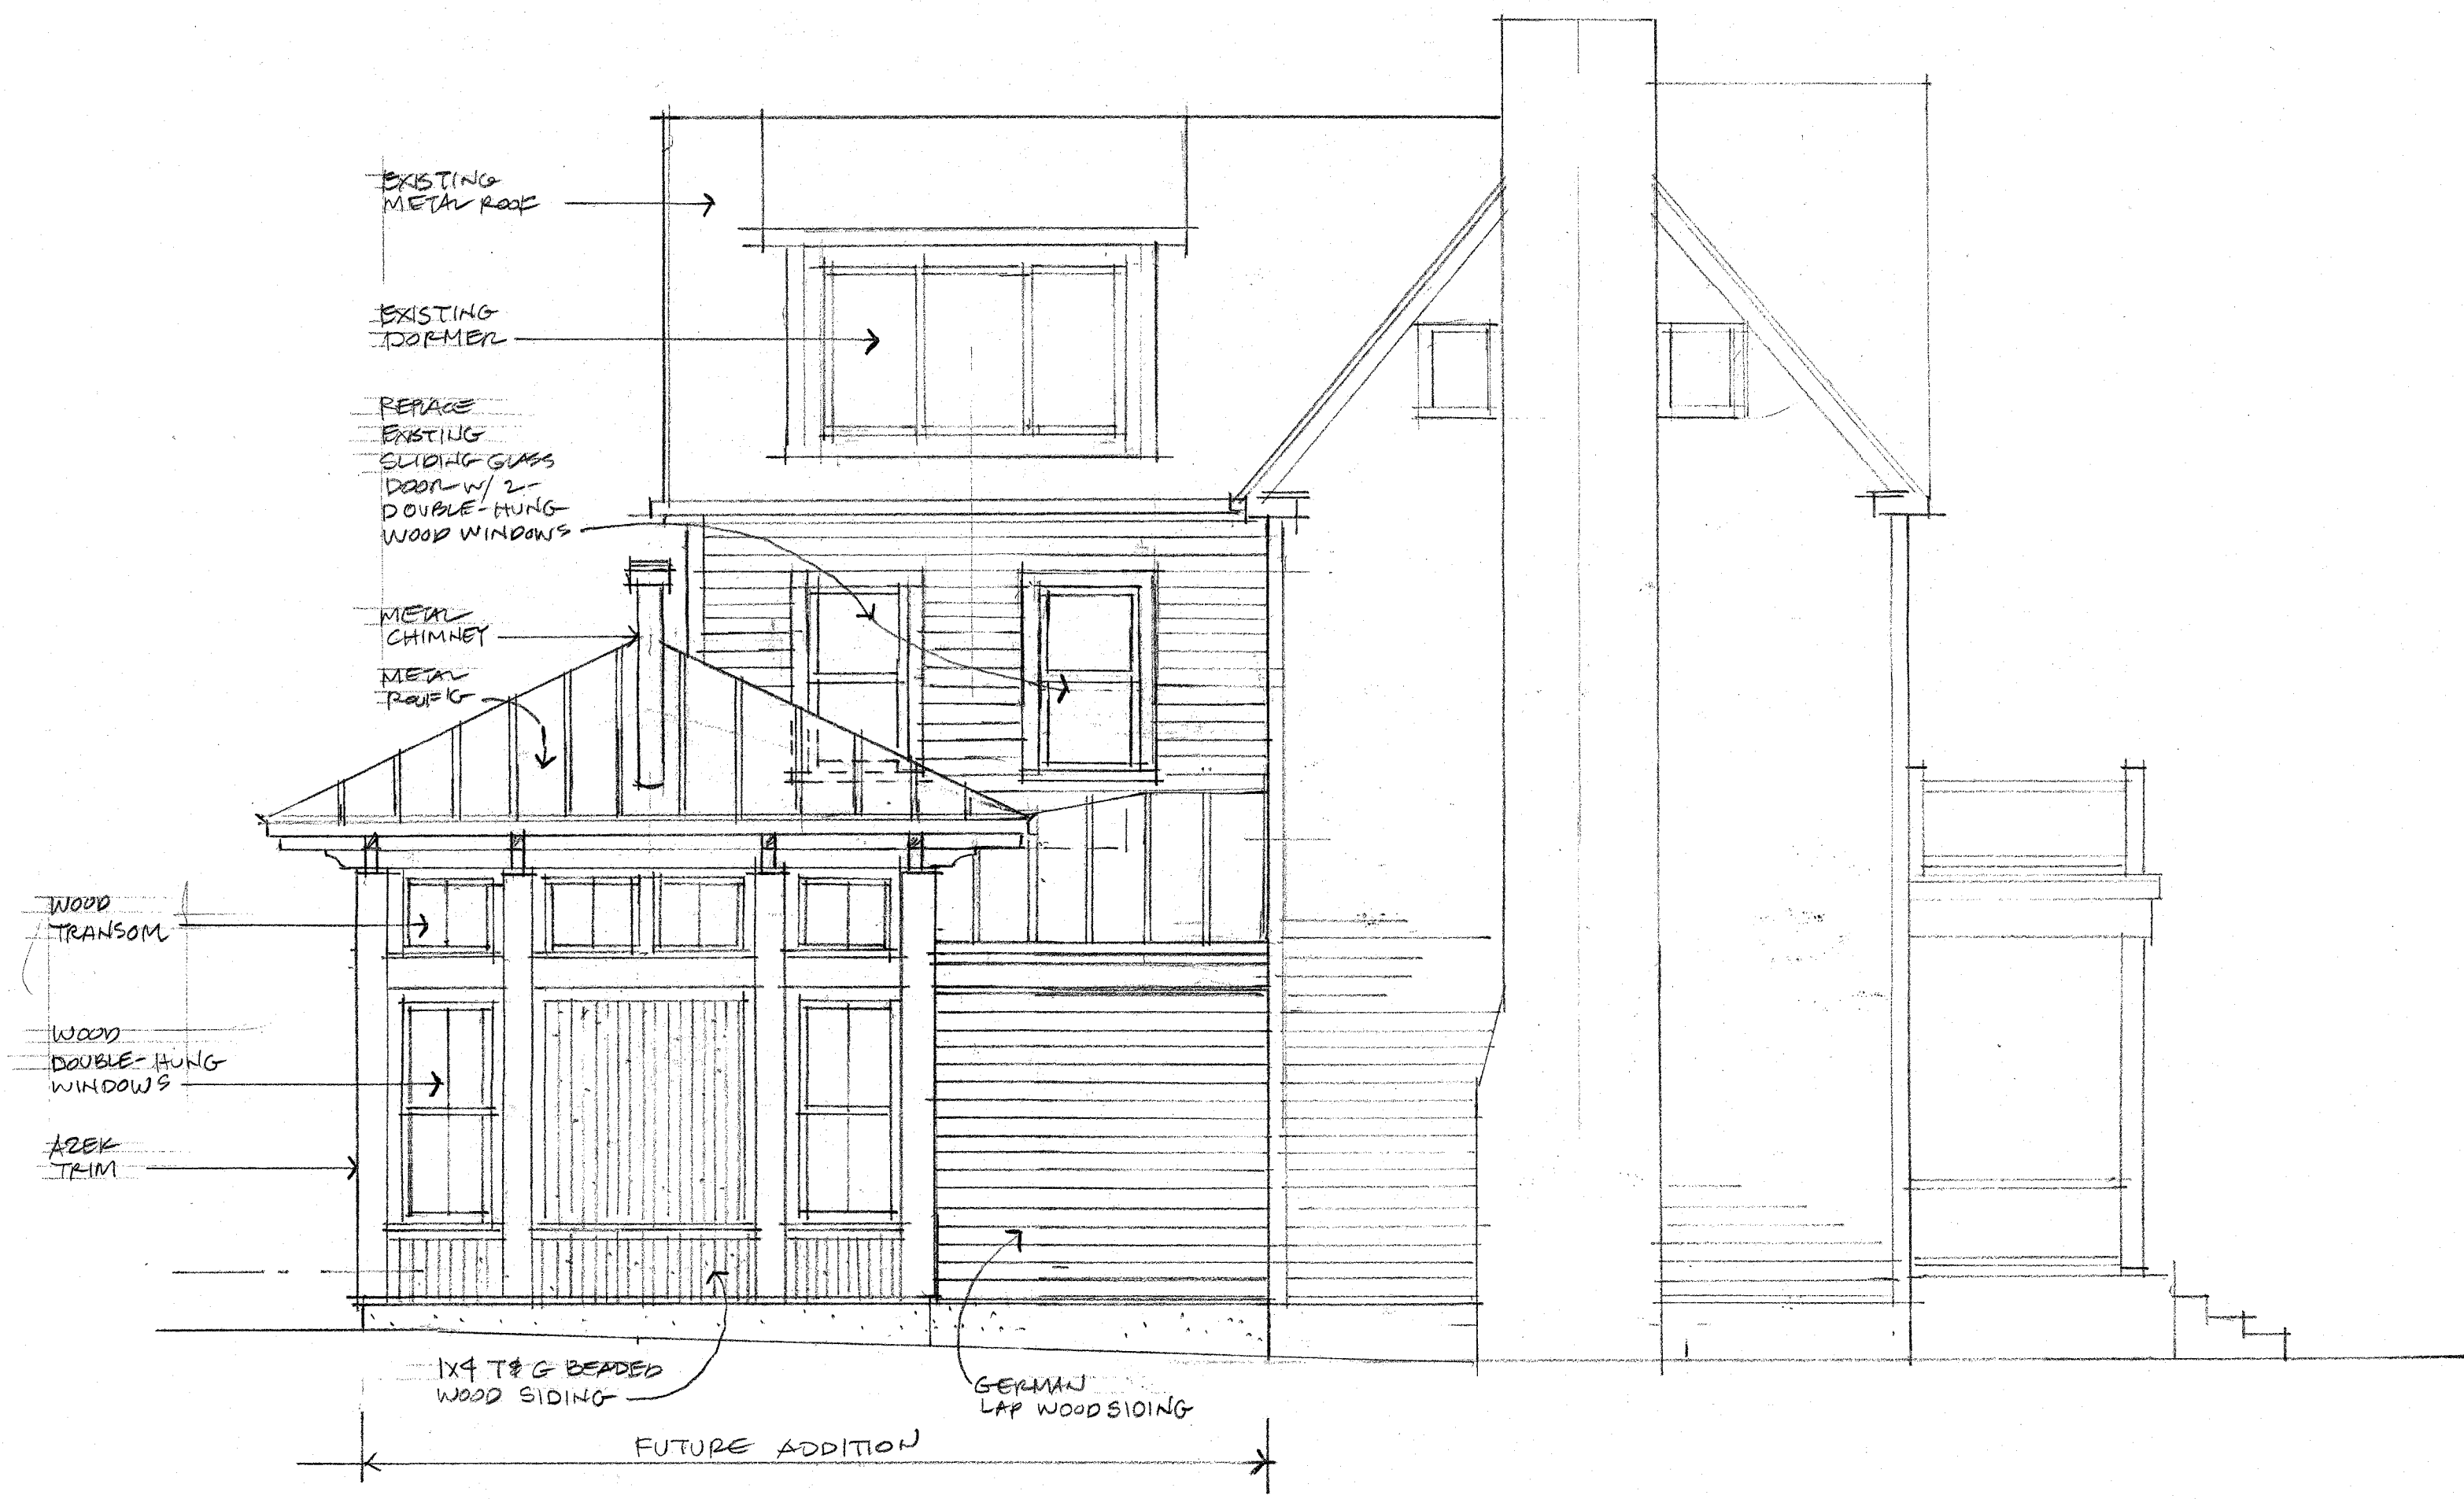 EXISTING
METAL ROOF
EXISTING
DORMER
REPLACE
EXISTING
SLIDING GLASS
DOOR W/ 2-
DOUBLE-HUNG
WOOD WINDOWS
METAL
CHIMNEY
METAL
ROOF'G
WOOD
TRANSOM
WOOD
DOUBLE-HUNG
WINDOWS
AZEK
TRIM
1X4 T&G BEADED
WOOD SIDING
GERMAN
LAP WOOD SIDING
FUTURE ADDITION